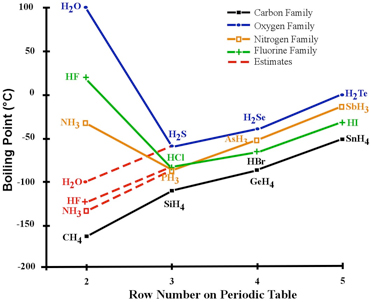 100
50
0
-50
-100
-150
-200
Boiling Point (°C)
2
3
4
5
Row Number on Periodic Table
Carbon Family
Oxygen Family
Nitrogen Family
Fluorine Family
Estimates
H2O
HF
NH3
H2O
HF
NH3
CH4
H2S
HCl
PH3
SiH4
H2Se
AsH3
HBr
GeH4
H2Te
SbH3
HI
SnH4